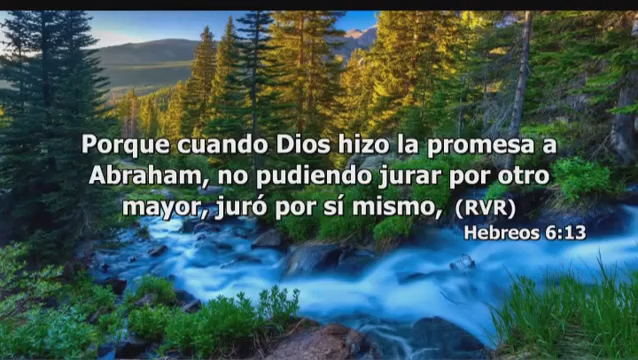 Porque cuando Dios hizo la promesa a
Abraham, no pudiendo jurar por otro
mayor, juró por sí mismo, (RVR)
Hebreos 6:13